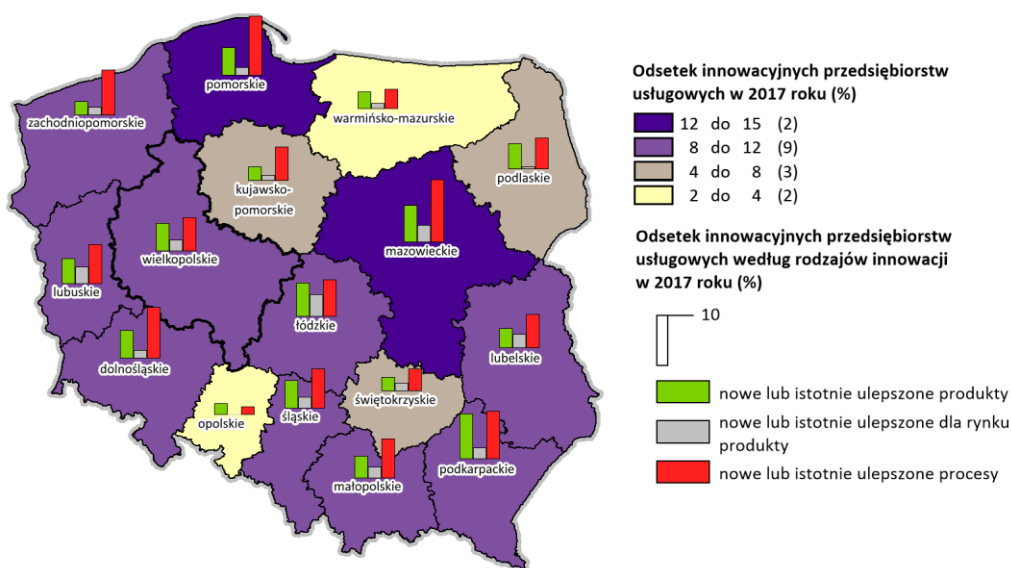 pomorskie
zachodniopomorskie
warmińsko-mazurskie
podlaskie
kujawsko-
pomorskie
mazowieckie
wielkopolskie
lubuskie
łódzkie
lubelskie
dolnośląskie
opolskie
śląskie
świętokrzyskie
podkarpackie
małopolskie
Odsetek innowacyjnych przedsiębiorstw
usługowych w 2017 roku (%)
12 do 15 (2)
8 do 12 (9)
4 do 8 (3)
2 do 4 (2)
Odsetek innowacyjnych przedsiębiorstw
usługowych według rodzajów innowacji
w 2017 roku (%)
10
nowe lub istotnie ulepszone produkty
nowe lub istotnie ulepszone dla rynku
produkty
nowe lub istotnie ulepszone procesy